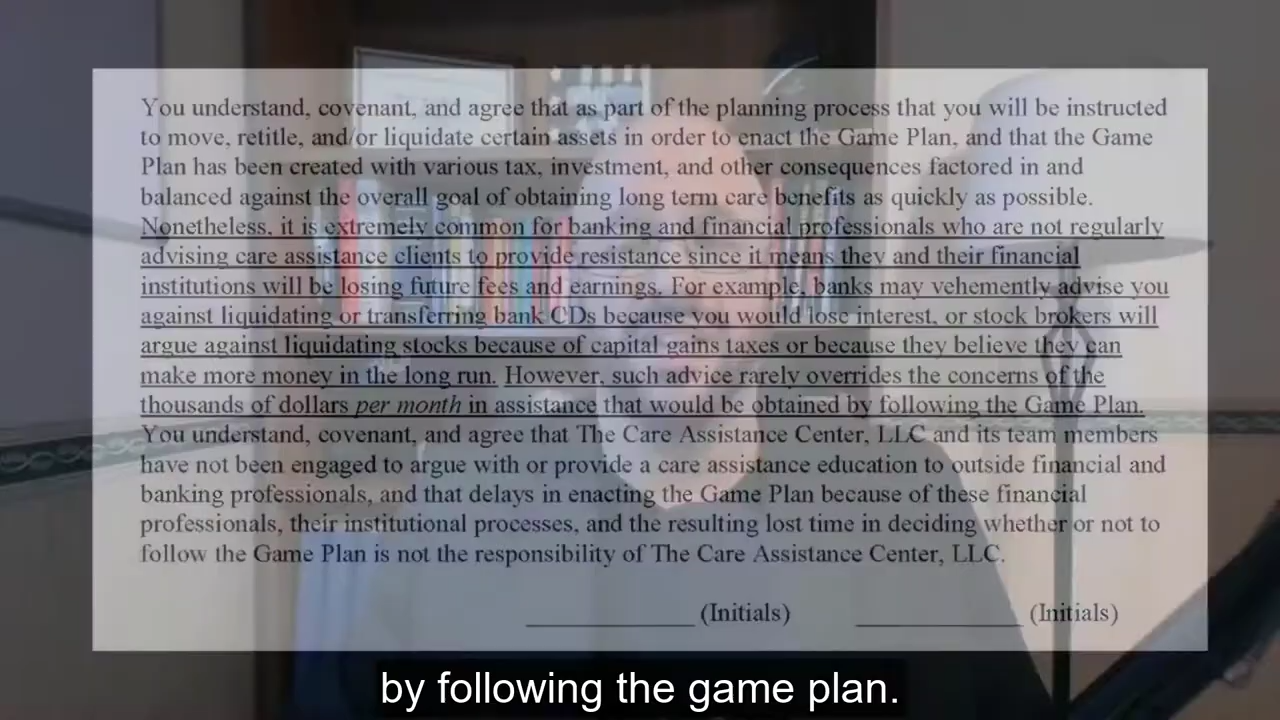 You understand, covenant, and agree that as part of the planning process that you will be instructed
to move, retitle, and/or liquidate certain assets in order to enact the Game Plan, and that the Game
Plan has been created with various tax, investment, and other consequences factored in and
balanced against the overall goal of obtaining long term care benefits as quickly as possible.
Nonetheless, it is extremely common for banking and financial professionals who are not regularly
advising care assistance clients to provide resistance since it means they and their financial
institutions will be losing future fees and earnings. For example, banks may vehemently advise you
against liquidating or transferring bank CDs because you would lose interest, or stock brokers will
argue against liquidating stocks because of capital gains taxes or because they believe they can
make more money in the long run. However, such advice rarely overrides the concerns of the
thousands of dollars per month in assistance that would be obtained by following the Game Plan.
You understand, covenant, and agree that The Care Assistance Center, LLC and its team members
have not been engaged to argue with or provide a care assistance education to outside financial and
banking professionals, and that delays in enacting the Game Plan because of these financial
professionals, their institutional processes, and the resulting lost time in deciding whether or not to
follow the Game Plan is not the responsibility of The Care Assistance Center, LLC.
(Initials) (Initials)
by following the game plan.